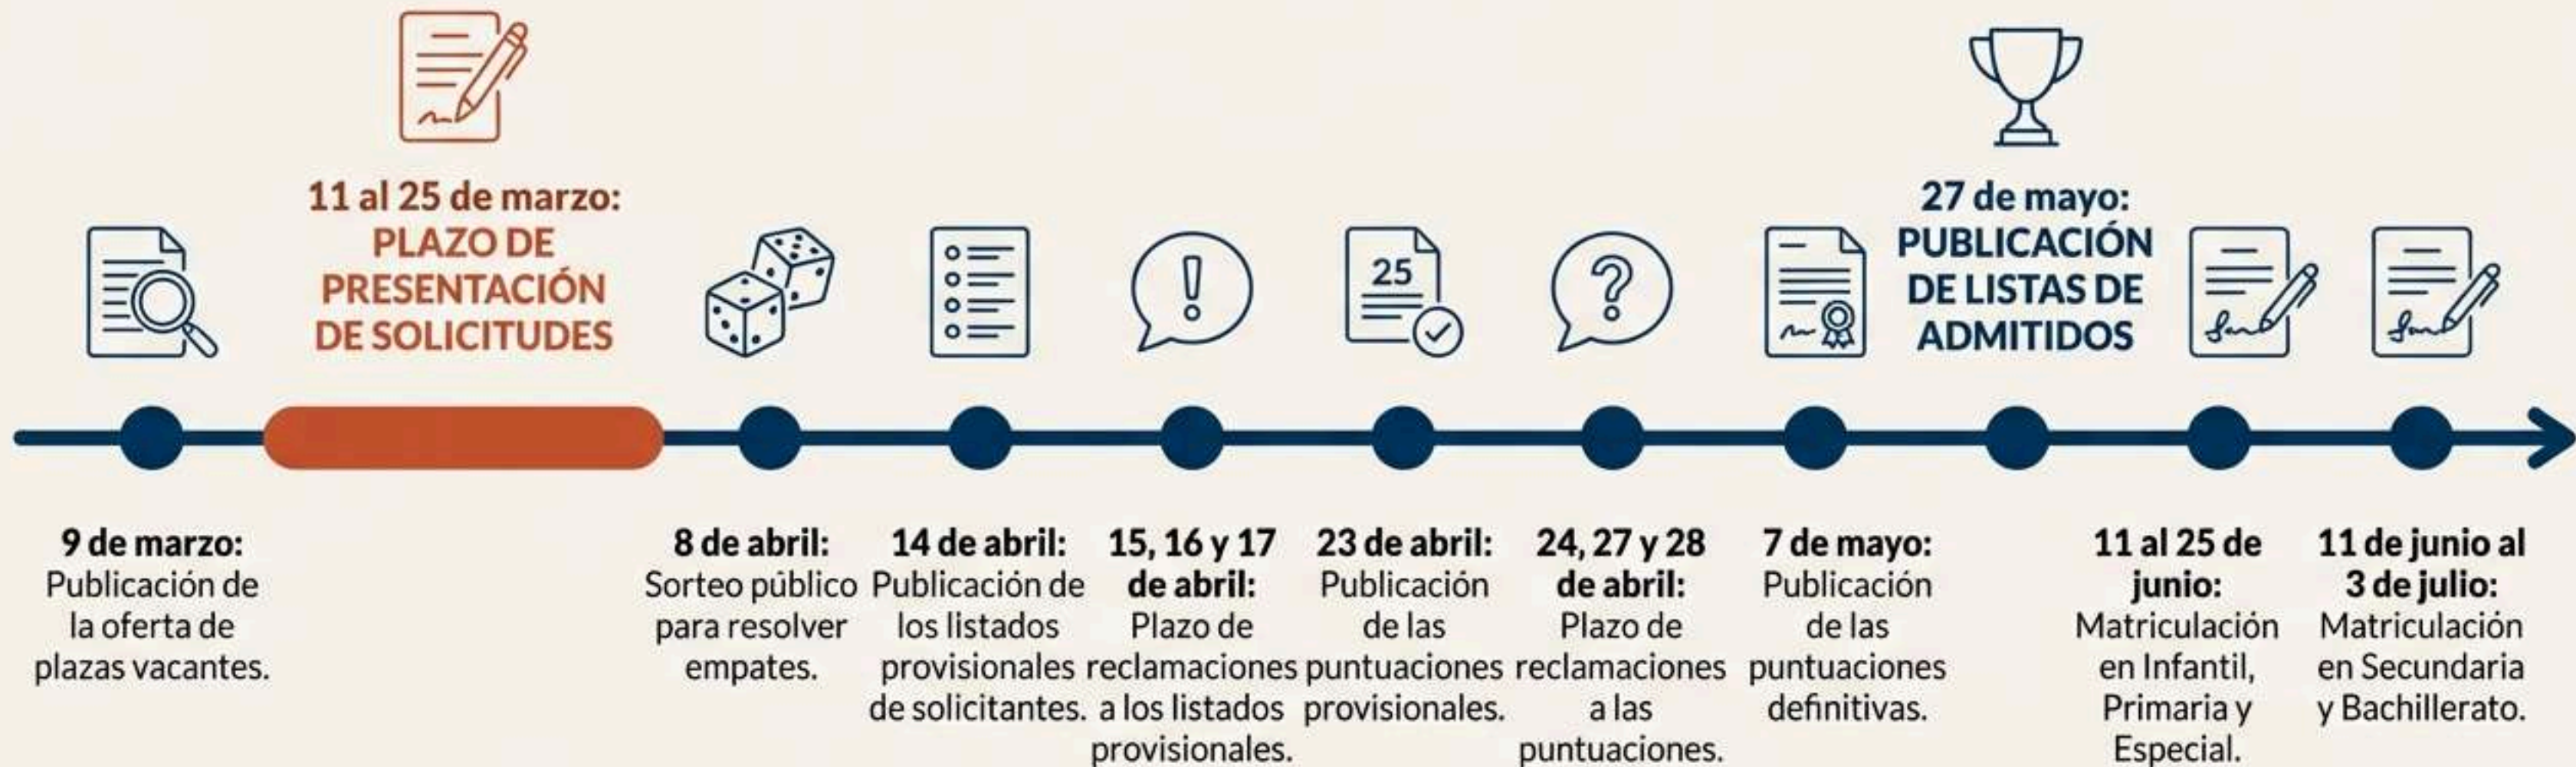 9 de marzo:
Publicación de
la oferta de
plazas vacantes.
11 al 25 de marzo:
PLAZO DE
PRESENTACIÓN
DE SOLICITUDES
8 de abril:
Sorteo público
para resolver
empates.
14 de abril:
Publicación de
los listados
provisionales
de solicitantes.
15, 16 y 17
de abril:
Plazo de
reclamaciones
a los listados
provisionales.
25
23 de abril:
Publicación
de las
puntuaciones
provisionales.
24, 27 y 28
de abril:
Plazo de
reclamaciones
a las
puntuaciones.
7 de mayo:
Publicación
de las
puntuaciones
definitivas.
27 de mayo:
PUBLICACIÓN
DE LISTAS DE
ADMITIDOS
11 al 25 de
junio:
Matriculación
en Infantil,
Primaria y
Especial.
11 de junio al
3 de julio:
Matriculación
en Secundaria
y Bachillerato.